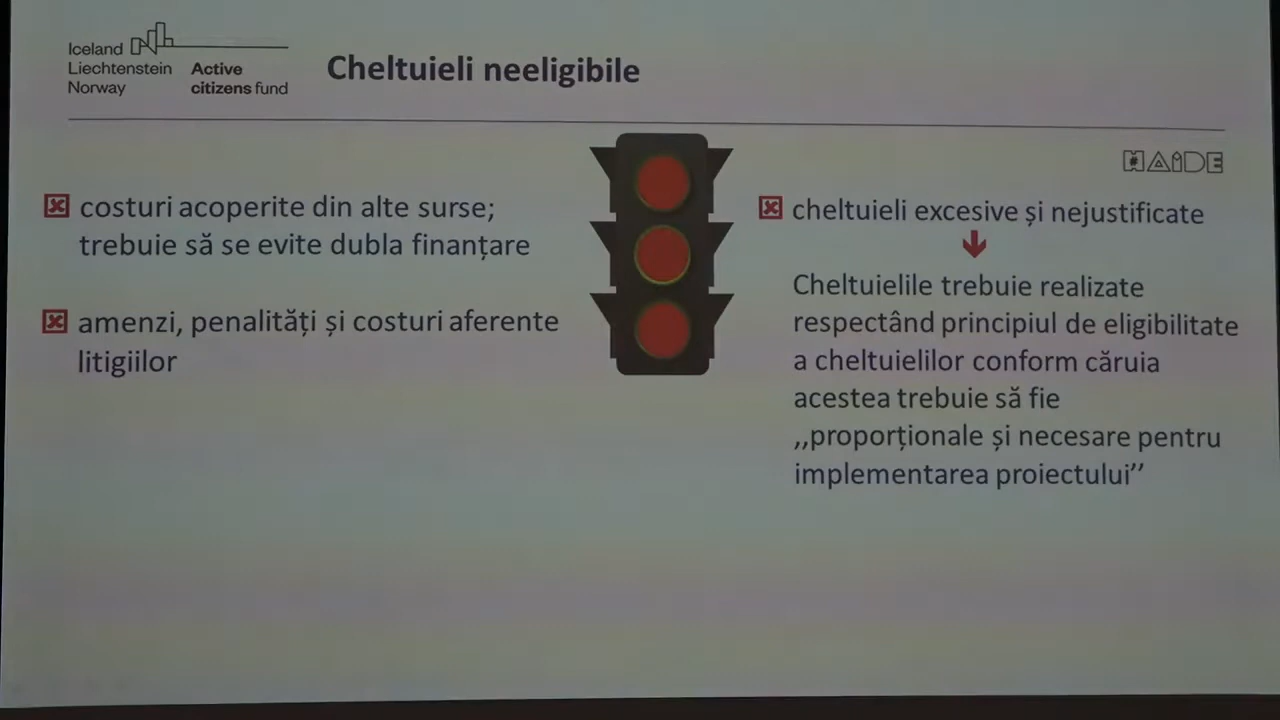 Iceland
Liechtenstein
Norway
Active
citizens fund
Cheltuieli neeligibile
#AiDE
costuri acoperite din alte surse;
trebuie să se evite dubla finanțare
amenzi, penalități și costuri aferente
litigiilor
cheltuieli excesive și nejustificate
Cheltuielile trebuie realizate
respectând principiul de eligibilitate
a cheltuielilor conform căruia
acestea trebuie să fie
,,proporționale și necesare pentru
implementarea proiectului’’